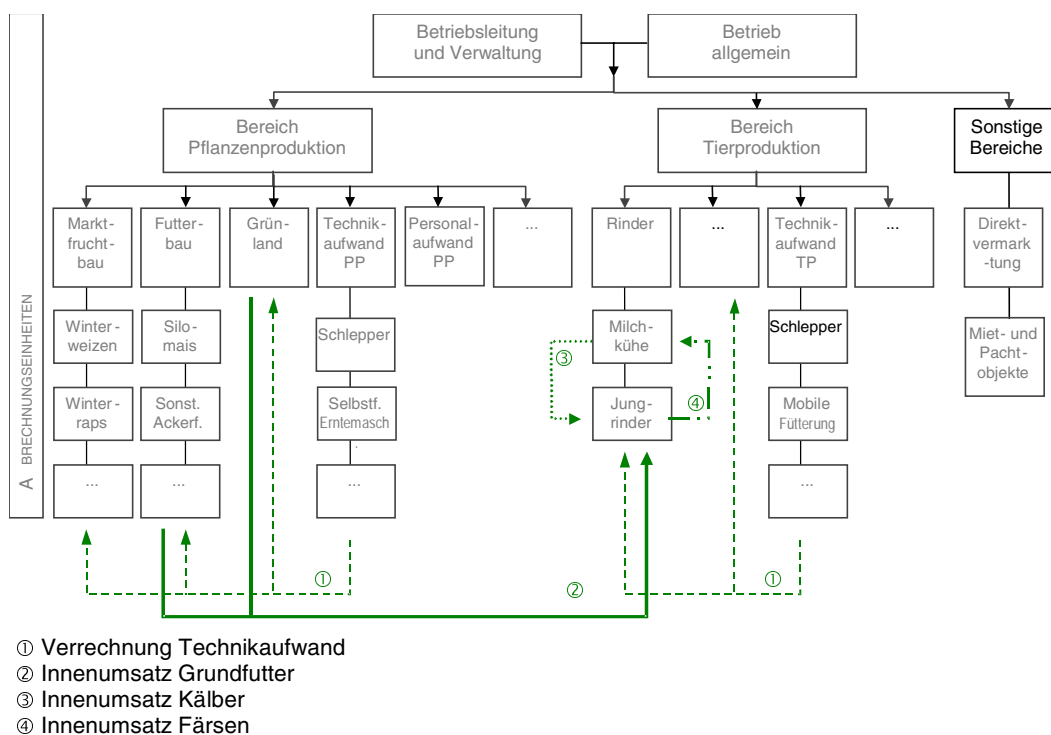 Betriebsleitung
und Verwaltung
Betrieb
allgemein
Bereich
Pflanzenproduktion
Bereich
Tierproduktion
Sonstige
Bereiche
Markt-
frucht-
bau
Futter-
bau
Grün-
land
Technik-
aufwand
PP
Personal-
aufwand
PP
...
Rinder
...
Technik-
aufwand
TP
...
Direkt-
vermark
-tung
Winter-
weizen
Silo-
mais
Schlepper
Milch-
kühe
Schlepper
Miet- und
Pacht-
objekte
Winter-
raps
Sonst.
Ackerf.
Selbstf.
Erntemasch
.
Jung-
rinder
Mobile
Fütterung
...
...
...
...
③
④
①
②
①
A BRECHNUNGSEINHEITEN
① Verrechnung Technikaufwand
② Innenumsatz Grundfutter
③ Innenumsatz Kälber
④ Innenumsatz Färsen